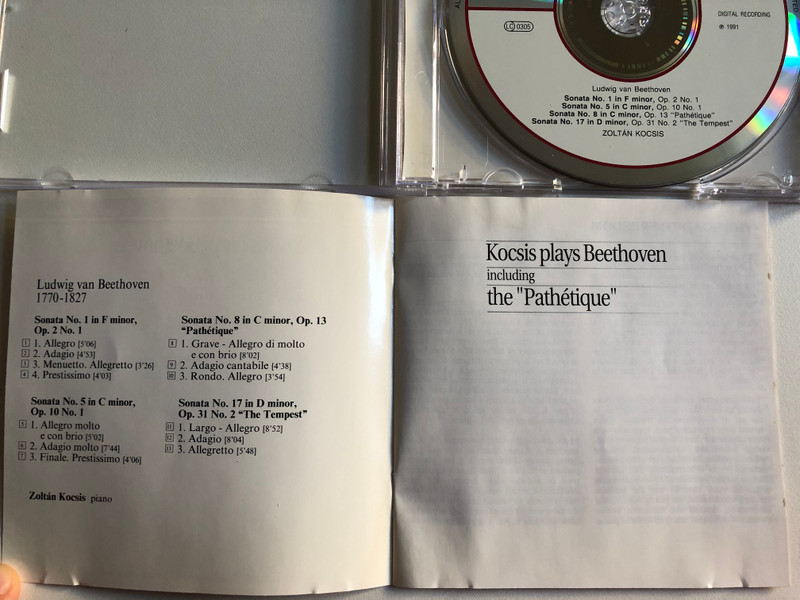 LC 0305
DIGITAL RECORDING
℗ 1991
Ludwig van Beethoven
Sonata No. 1 in F minor, Op. 2 No. 1
Sonata No. 5 in C minor, Op. 10 No. 1
Sonata No. 8 in C minor, Op. 13 "Pathétique"
Sonata No. 17 in D minor, Op. 31 No. 2 "The Tempest"
ZOLTÁN KOCSIS
Ludwig van Beethoven
1770-1827
Sonata No. 1 in F minor,
Op. 2 No. 1
1 1. Allegro [5'06]
2 2. Adagio [4'53]
3 3. Menuetto. Allegretto [3'26]
4 4. Prestissimo [4'03]
Sonata No. 5 in C minor,
Op. 10 No. 1
5 1. Allegro molto
e con brio [5'02]
6 2. Adagio molto [7'44]
7 3. Finale. Prestissimo [4'06]
Zoltán Kocsis piano
Sonata No. 8 in C minor, Op. 13
"Pathétique"
8 1. Grave - Allegro di molto
e con brio [8'02]
9 2. Adagio cantabile [4'38]
10 3. Rondo. Allegro [3'54]
Sonata No. 17 in D minor,
Op. 31 No. 2 "The Tempest"
11 1. Largo - Allegro [8'52]
12 2. Adagio [8'04]
13 3. Allegretto [5'48]
Kocsis plays Beethoven
including
the "Pathétique"